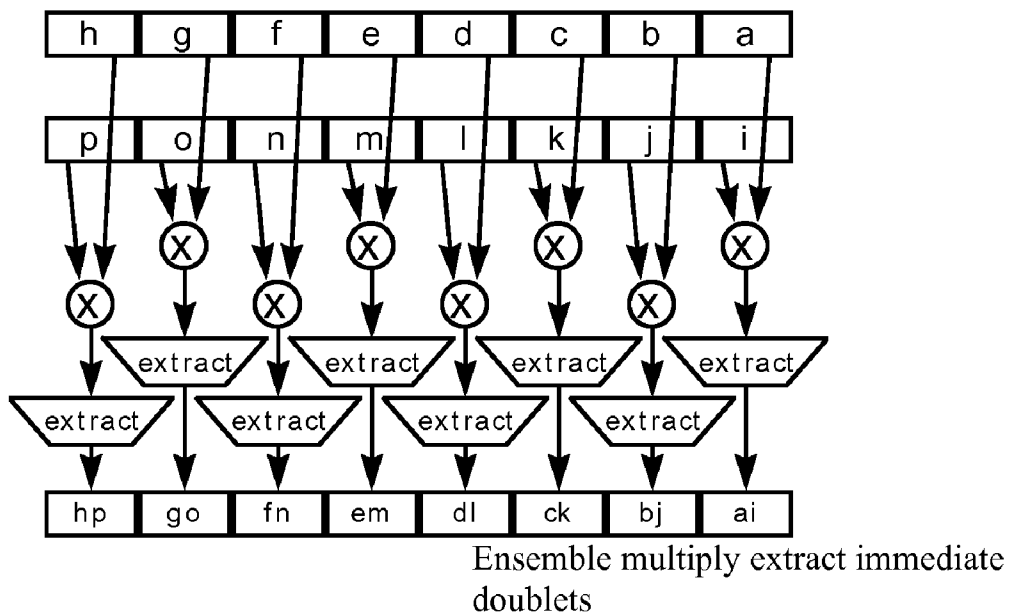 h g f e d c b a
p o n m l k j i
X X X X
X X X X
extract extract extract extract
extract extract extract extract
hp go fn em dl ck bj ai
Ensemble multiply extract immediate
doublets